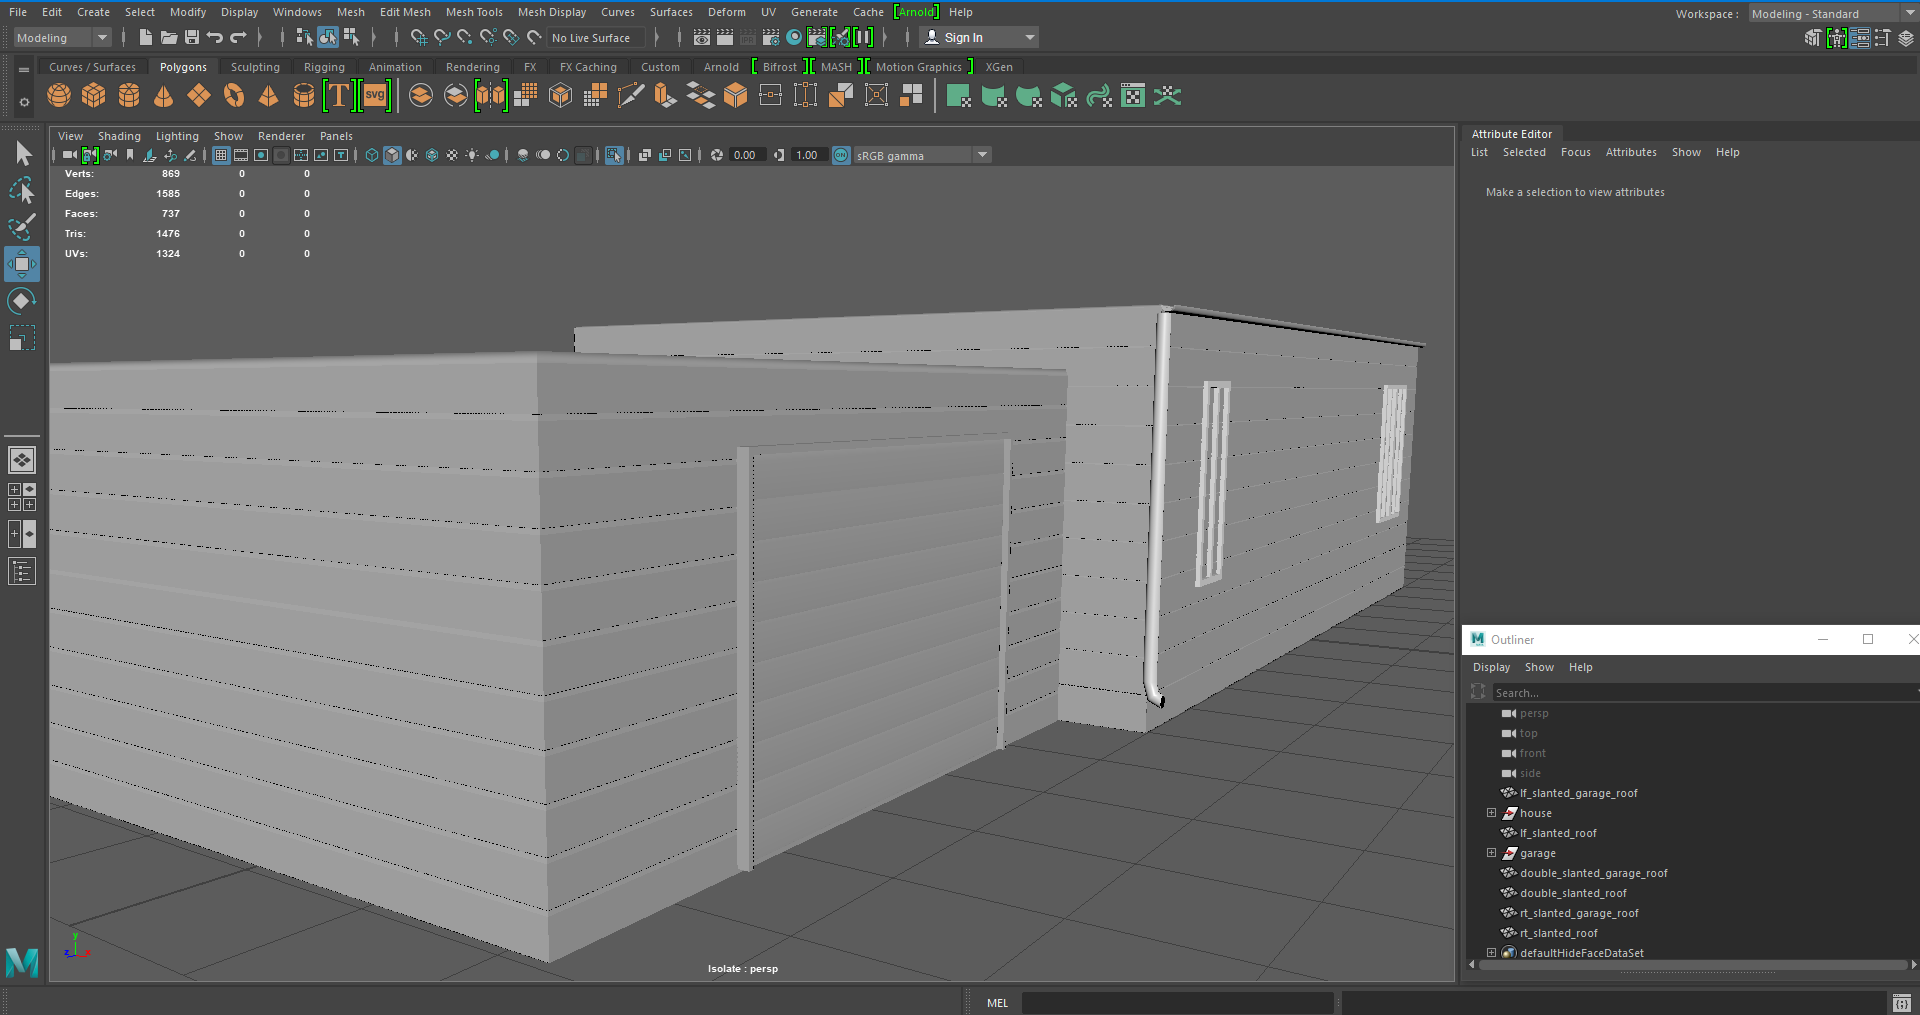 File Edit Create Select Modify Display Windows Mesh Edit Mesh Mesh Tools Mesh Display Curves Surfaces Deform UV Generate Cache [Arnold] Help
Workspace : Modeling - Standard
Modeling No Live Surface Sign In
Curves / Surfaces Polygons Sculpting Rigging Animation Rendering FX FX Caching Custom Arnold Bifrost MASH Motion Graphics XGen
T svg
View Shading Lighting Show Renderer Panels
0.00 1.00 ON sRGB gamma
Verts: 869 0 0
Edges: 1585 0 0
Faces: 737 0 0
Tris: 1476 0 0
UVs: 1324 0 0
Isolate : persp
y
z x
Attribute Editor
List Selected Focus Attributes Show Help
Make a selection to view attributes
M Outliner
Display Show Help
Search...
persp
top
front
side
lf_slanted_garage_roof
house
lf_slanted_roof
garage
double_slanted_garage_roof
double_slanted_roof
rt_slanted_garage_roof
rt_slanted_roof
defaultHideFaceDataSet
M
MEL